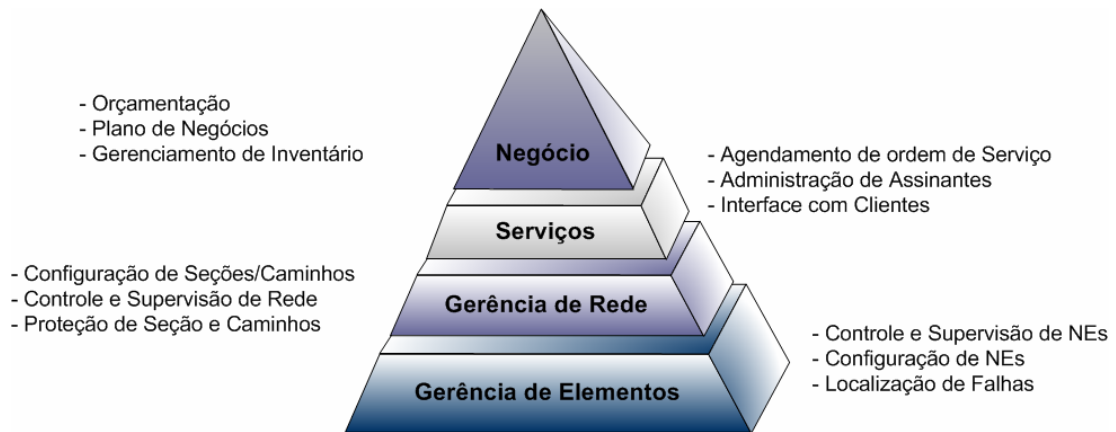 - Orçamentação
- Plano de Negócios
- Gerenciamento de Inventário
Negócio
- Agendamento de ordem de Serviço
- Administração de Assinantes
- Interface com Clientes
Serviços
- Configuração de Seções/Caminhos
- Controle e Supervisão de Rede
- Proteção de Seção e Caminhos
Gerência de Rede
- Controle e Supervisão de NEs
- Configuração de NEs
- Localização de Falhas
Gerência de Elementos